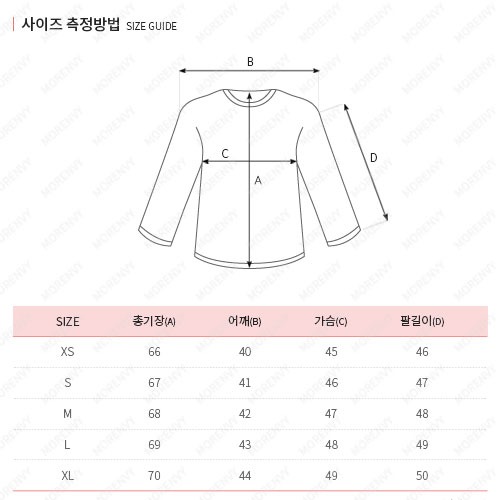 사이즈 측정방법 SIZE GUIDE
B
C
D
A
SIZE 총기장(A) 어깨(B) 가슴(C) 팔길이(D)
XS 66 40 45 46
S 67 41 46 47
M 68 42 47 48
L 69 43 48 49
XL 70 44 49 50
MORENVY